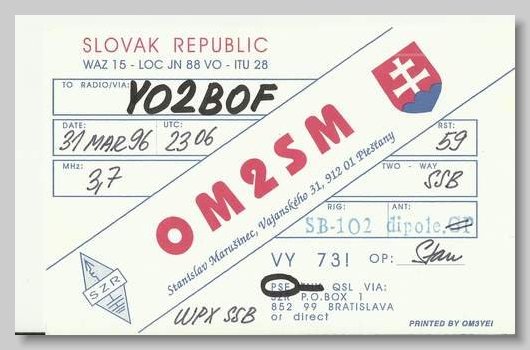 SLOVAK REPUBLIC
WAZ 15 - LOC JN 88 VO - ITU 28
TO RADIO/VIA: YO2BOF
DATE: UTC: RST:
31 MAR 96 2306 59
MHz: TWO - WAY
3,7 SSB
OM2SM
Stanislav Marušinec, Vajanského 31, 912 01 Piešťany
RIG: ANT:
SB-102 dipole, GP
VY 73! OP: Stan
PSE QSL VIA:
SZR P.O.BOX 1
852 99 BRATISLAVA
or direct
SZR
WPX SSB
PRINTED BY OM3YEI